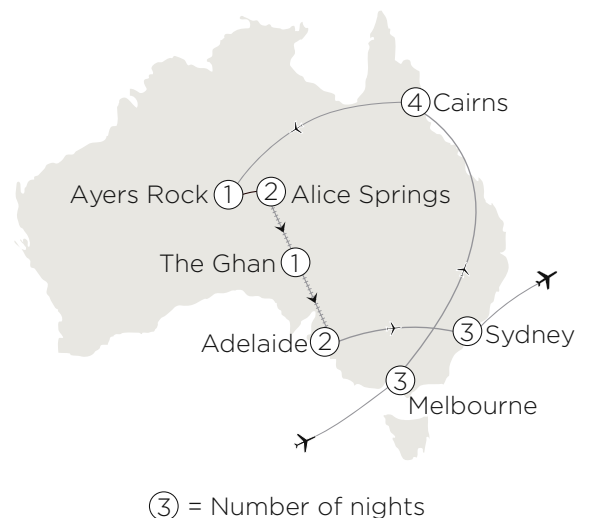 4 Cairns
Ayers Rock 1 2 Alice Springs
The Ghan 1
Adelaide 2
3 Sydney
3
Melbourne
3 = Number of nights